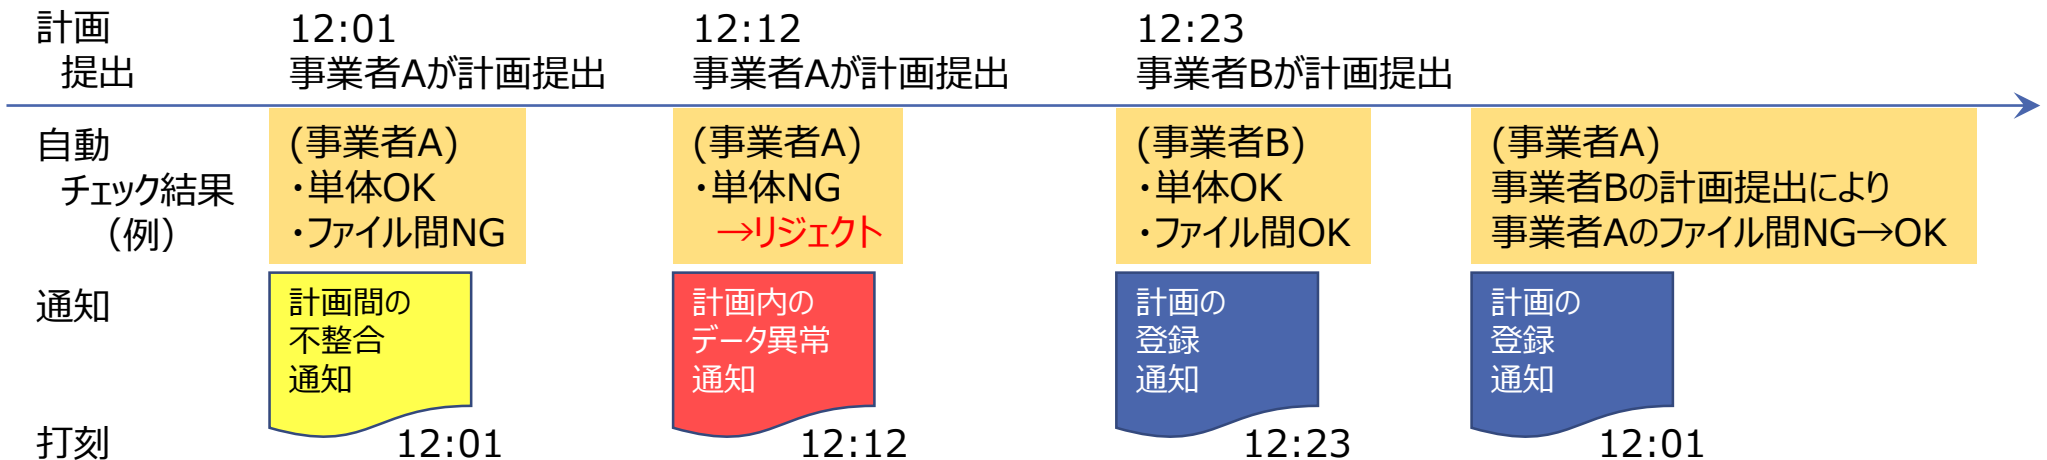 計画
提出
12:01
事業者Aが計画提出
12:12
事業者Aが計画提出
12:23
事業者Bが計画提出
自動
チェック結果
（例）
(事業者A)
・単体OK
・ファイル間NG
(事業者A)
・単体NG
→リジェクト
(事業者B)
・単体OK
・ファイル間OK
(事業者A)
事業者Bの計画提出により
事業者Aのファイル間NG→OK
通知
計画間の
不整合
通知
計画内の
データ異常
通知
計画の
登録
通知
計画の
登録
通知
打刻
12:01
12:12
12:23
12:01